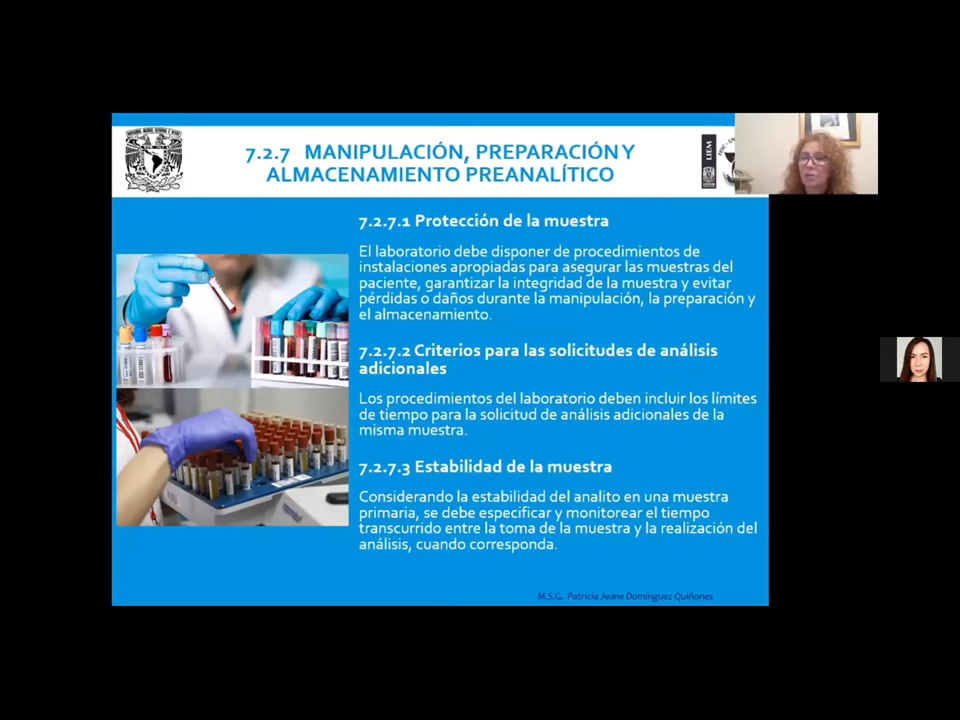 7.2.7 MANIPULACIÓN, PREPARACIÓN Y
ALMACENAMIENTO PREANALÍTICO
LIEM
7.2.7.1 Protección de la muestra
El laboratorio debe disponer de procedimientos de
instalaciones apropiadas para asegurar las muestras del
paciente, garantizar la integridad de la muestra y evitar
pérdidas o daños durante la manipulación, la preparación y
el almacenamiento.
7.2.7.2 Criterios para las solicitudes de análisis
adicionales
Los procedimientos del laboratorio deben incluir los límites
de tiempo para la solicitud de análisis adicionales de la
misma muestra.
7.2.7.3 Estabilidad de la muestra
Considerando la estabilidad del analito en una muestra
primaria, se debe especificar y monitorear el tiempo
transcurrido entre la toma de la muestra y la realización del
análisis, cuando corresponda.
M.S.G. Patricia Jeane Domínguez Quiñones